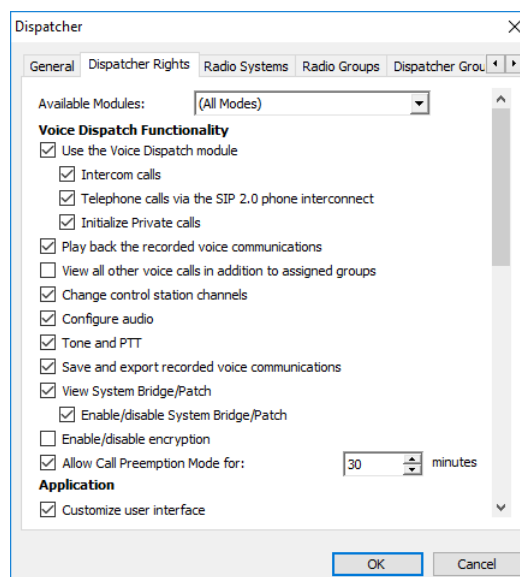 Dispatcher
General Dispatcher Rights Radio Systems Radio Groups Dispatcher Grou
Available Modules: (All Modes)
Voice Dispatch Functionality
Use the Voice Dispatch module
Intercom calls
Telephone calls via the SIP 2.0 phone interconnect
Initialize Private calls
Play back the recorded voice communications
View all other voice calls in addition to assigned groups
Change control station channels
Configure audio
Tone and PTT
Save and export recorded voice communications
View System Bridge/Patch
Enable/disable System Bridge/Patch
Enable/disable encryption
Allow Call Preemption Mode for: 30 minutes
Application
Customize user interface
OK Cancel